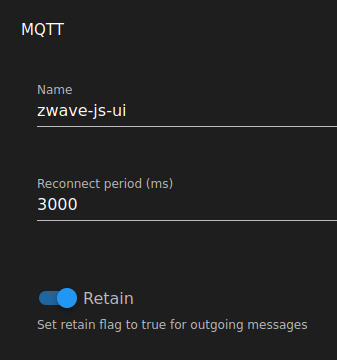 MQTT
Name
zwave-js-ui
Reconnect period (ms)
3000
Retain
Set retain flag to true for outgoing messages